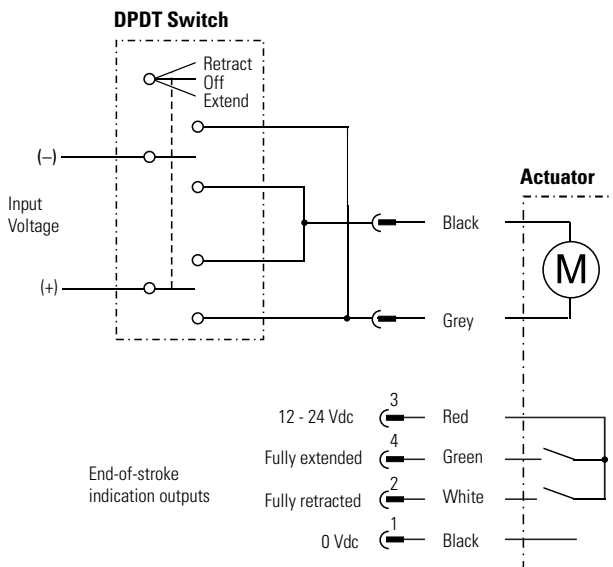 DPDT Switch
Retract
Off
Extend
(–)
Input
Voltage
(+)
Actuator
Black
M
Grey
3
12 - 24 Vdc
Red
4
Fully extended
Green
End-of-stroke
indication outputs
2
Fully retracted
White
1
0 Vdc
Black